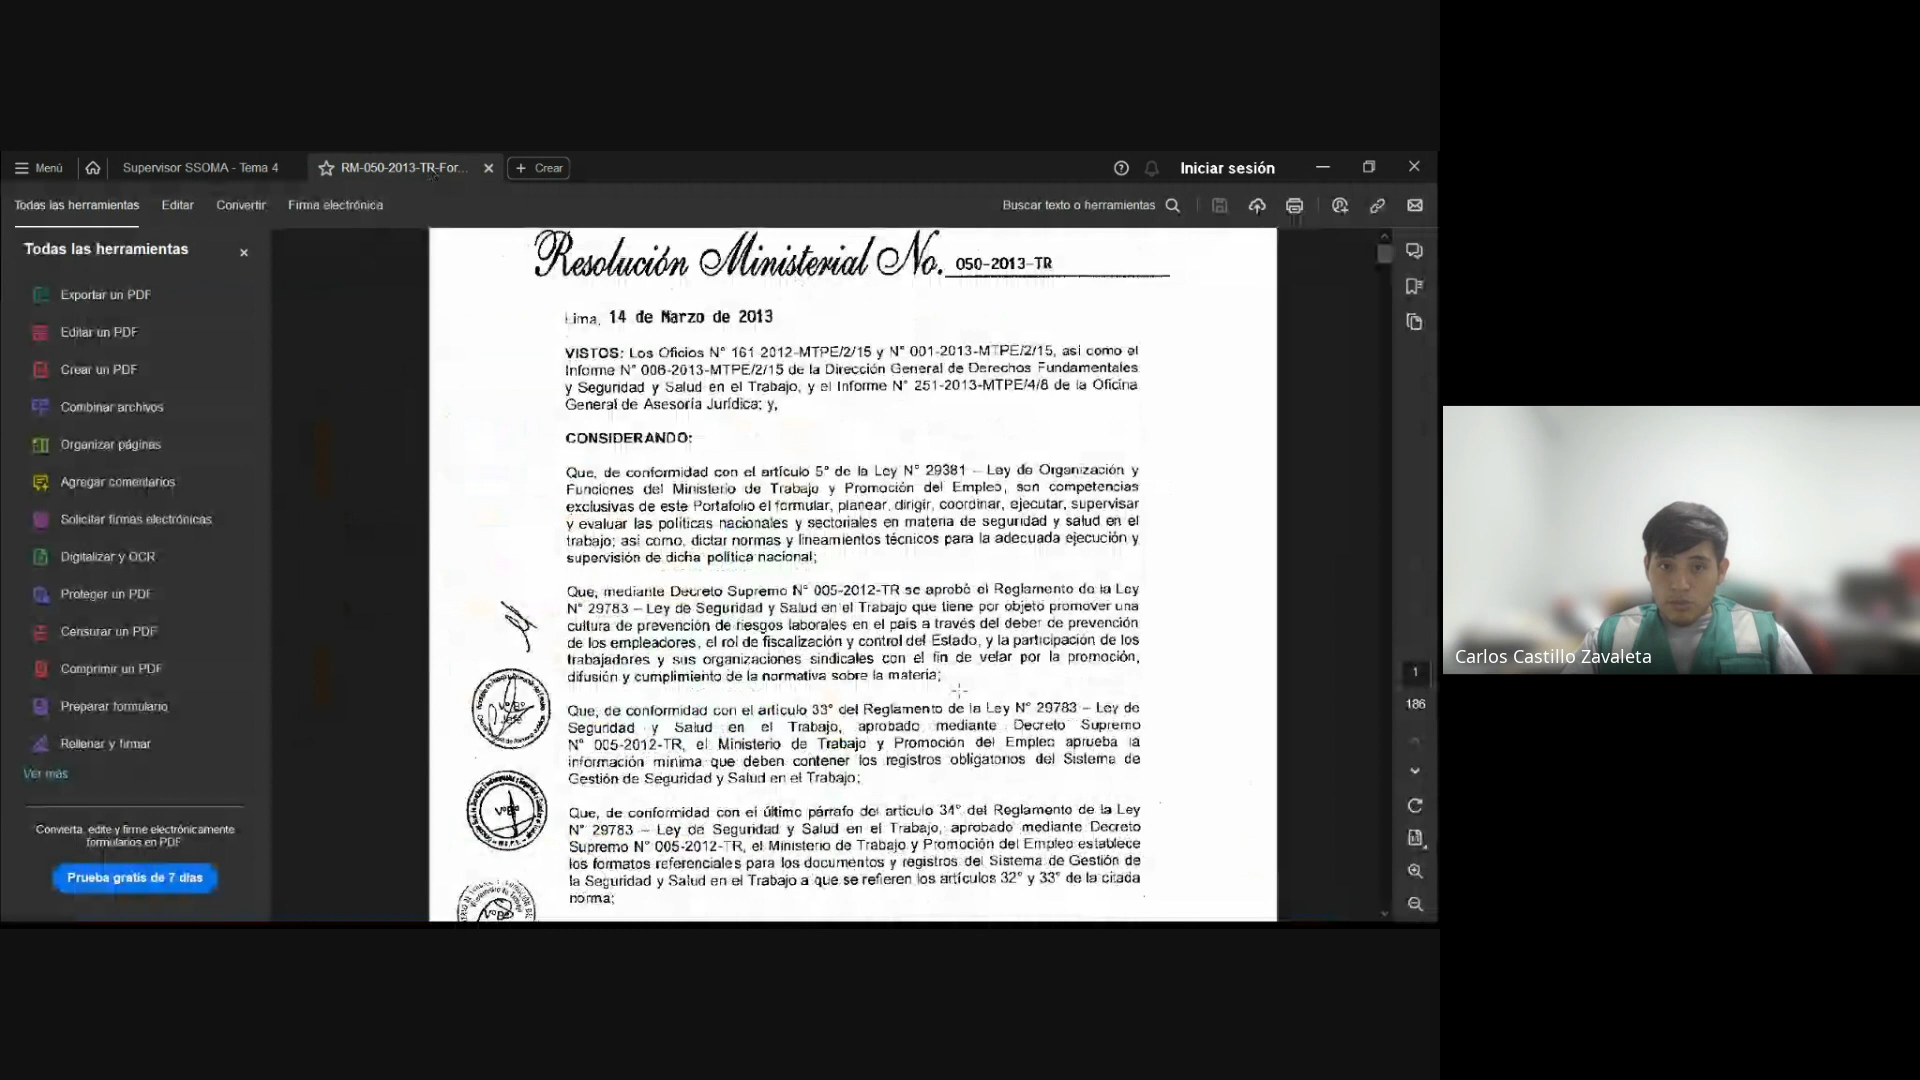 Menú
Supervisor SSOMA - Tema 4
RM-050-2013-TR-For...
Crear
Iniciar sesión
Todas las herramientas
Editar
Convertir
Firma electrónica
Buscar texto o herramientas
Todas las herramientas
Exportar un PDF
Editar un PDF
Crear un PDF
Combinar archivos
Organizar páginas
Agregar comentarios
Solicitar firmas electrónicas
Digitalizar y OCR
Proteger un PDF
Censurar un PDF
Comprimir un PDF
Preparar formulario
Rellenar y firmar
Ver más
Convierta, edite y firme electrónicamente
formularios en PDF
Prueba gratis de 7 días
Resolución Ministerial No. 050-2013-TR
Lima, 14 de Marzo de 2013
VISTOS: Los Oficios N° 161 2012-MTPE/2/15 y N° 001-2013-MTPE/2/15, asi como el
Informe N° 006-2013-MTPE/2/15 de la Dirección General de Derechos Fundamentales
y Seguridad y Salud en el Trabajo, y el Informe N° 251-2013-MTPE/4/8 de la Oficina
General de Asesoría Jurídica; y,
CONSIDERANDO:
Que, de conformidad con el artículo 5° de la Ley N° 29381 – Ley de Organización y
Funciones del Ministerio de Trabajo y Promoción del Empleo, son competencias
exclusivas de este Portafolio el formular, planear, dirigir, coordinar, ejecutar, supervisar
y evaluar las políticas nacionales y sectoriales en materia de seguridad y salud en el
trabajo; así como, dictar normas y lineamientos técnicos para la adecuada ejecución y
supervisión de dicha política nacional;
Que, mediante Decreto Supremo N° 005-2012-TR se aprobó el Reglamento de la Ley
N° 29783 – Ley de Seguridad y Salud en el Trabajo que tiene por objeto promover una
cultura de prevención de riesgos laborales en el país a través del deber de prevención
de los empleadores, el rol de fiscalización y control del Estado, y la participación de los
trabajadores y sus organizaciones sindicales con el fin de velar por la promoción,
difusión y cumplimiento de la normativa sobre la materia;
Que, de conformidad con el artículo 33° del Reglamento de la Ley N° 29783 – Ley de
Seguridad y Salud en el Trabajo, aprobado mediante Decreto Supremo
N° 005-2012-TR, el Ministerio de Trabajo y Promoción del Empleo aprueba la
información mínima que deben contener los registros obligatorios del Sistema de
Gestión de Seguridad y Salud en el Trabajo;
Que, de conformidad con el último párrafo del artículo 34° del Reglamento de la Ley
N° 29783 – Ley de Seguridad y Salud en el Trabajo, aprobado mediante Decreto
Supremo N° 005-2012-TR, el Ministerio de Trabajo y Promoción del Empleo establece
los formatos referenciales para los documentos y registros del Sistema de Gestión de
la Seguridad y Salud en el Trabajo a que se refieren los artículos 32° y 33° de la citada
norma;
1
186
Carlos Castillo Zavaleta